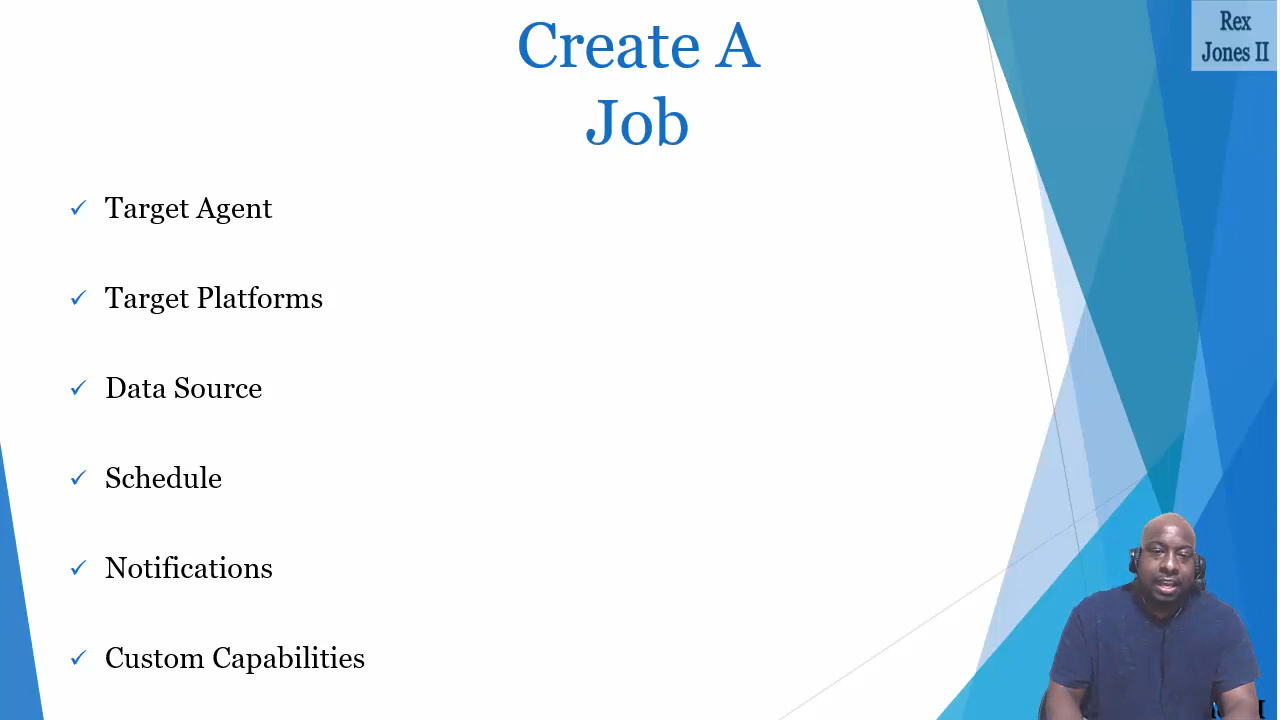 Create A
Job
Rex
Jones II
Target Agent
Target Platforms
Data Source
Schedule
Notifications
Custom Capabilities